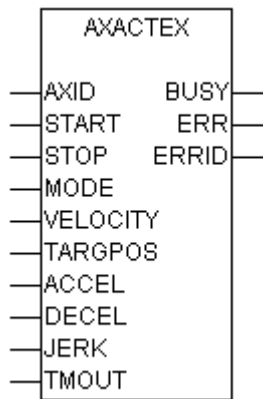 AXACTEX
AXID BUSY
START ERR
STOP ERRID
MODE
VELOCITY
TARGPOS
ACCEL
DECEL
JERK
TMOUT